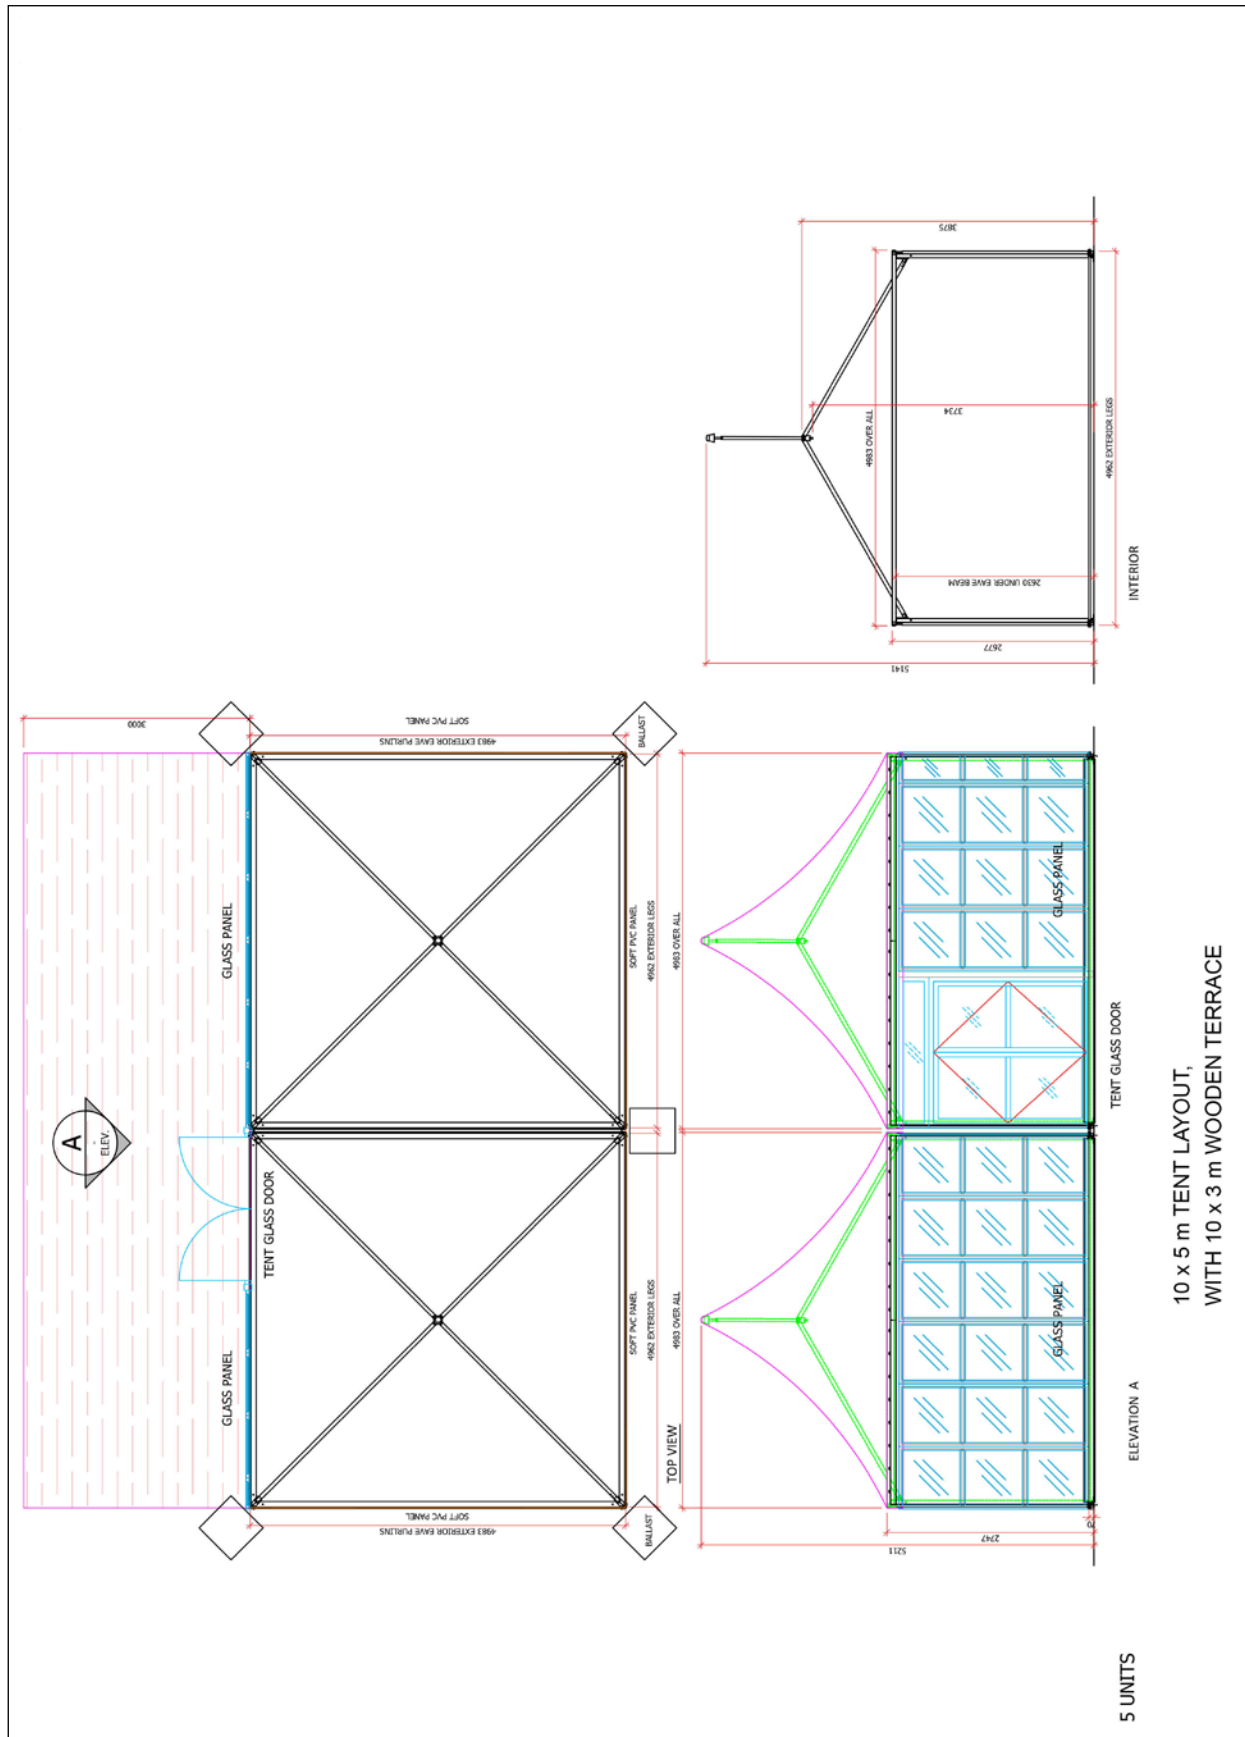 3000
SOFT PVC PANEL
4983 EXTERIOR EAVE PURLINS
BALLAST
GLASS PANEL
A
ELEV.
TENT GLASS DOOR
GLASS PANEL
SOFT PVC PANEL
4962 EXTERIOR LEGS
4983 OVER ALL
SOFT PVC PANEL
4962 EXTERIOR LEGS
4983 OVER ALL
SOFT PVC PANEL
4983 EXTERIOR EAVE PURLINS
BALLAST
TOP VIEW
3875
4983 OVER ALL
3734
4962 EXTERIOR LEGS
2630 UNDER EAVE BEAM
2677
5141
INTERIOR
GLASS PANEL
TENT GLASS DOOR
GLASS PANEL
2747
5211
70
ELEVATION A
10 x 5 m TENT LAYOUT,
WITH 10 x 3 m WOODEN TERRACE
5 UNITS